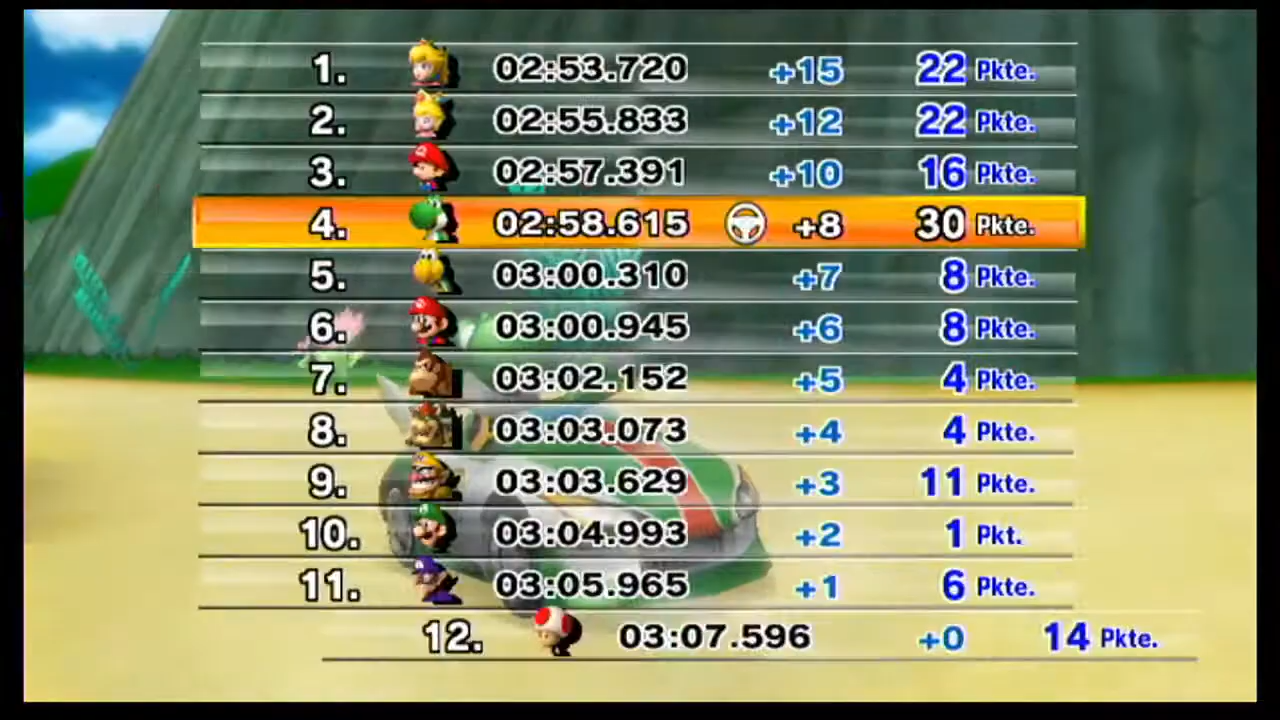 1. 02:53.720 +15 22 Pkte.
2. 02:55.833 +12 22 Pkte.
3. 02:57.391 +10 16 Pkte.
4. 02:58.615 +8 30 Pkte.
5. 03:00.310 +7 8 Pkte.
6. 03:00.945 +6 8 Pkte.
7. 03:02.152 +5 4 Pkte.
8. 03:03.073 +4 4 Pkte.
9. 03:03.629 +3 11 Pkte.
10. 03:04.993 +2 1 Pkt.
11. 03:05.965 +1 6 Pkte.
12. 03:07.596 +0 14 Pkte.